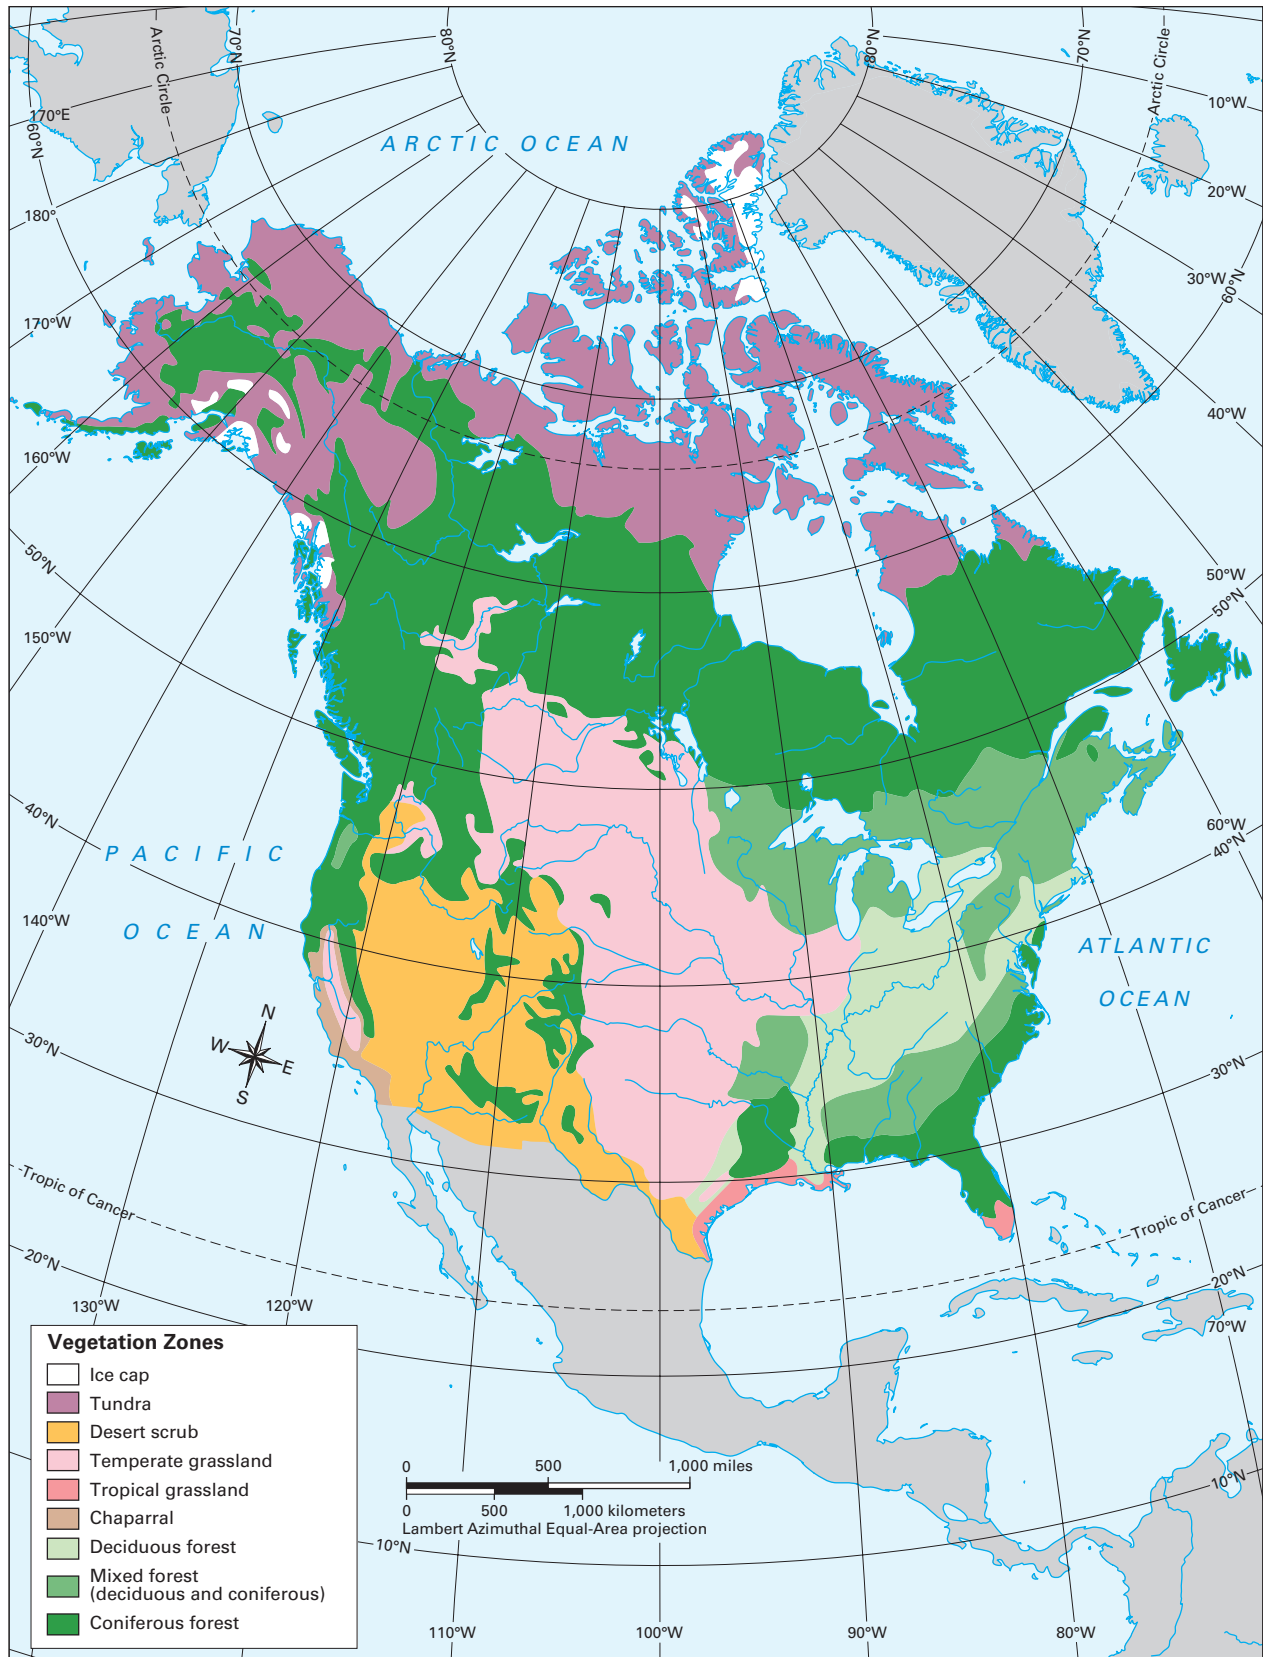 70°N
80°N
80°N
70°N
Arctic Circle
Arctic Circle
170°E
60°N
10°W
ARCTIC OCEAN
20°W
180°
30°W
60°N
170°W
40°W
160°W
50°N
50°W
50°N
150°W
40°N
60°W
40°N
PACIFIC
OCEAN
140°W
ATLANTIC
OCEAN
N
W
E
S
30°N
30°N
Tropic of Cancer
Tropic of Cancer
20°N
20°N
130°W
120°W
70°W
Vegetation Zones
Ice cap
Tundra
Desert scrub
Temperate grassland
Tropical grassland
Chaparral
Deciduous forest
Mixed forest
(deciduous and coniferous)
Coniferous forest
0 500 1,000 miles
0 500 1,000 kilometers
Lambert Azimuthal Equal-Area projection
10°N
10°N
110°W
100°W
90°W
80°W